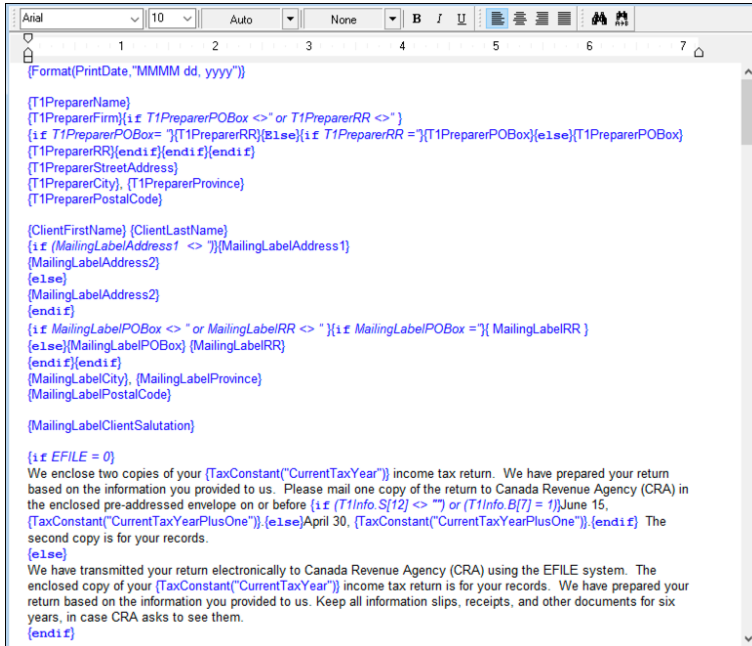 Arial 10 Auto None B I U
1 2 3 4 5 6 7
{Format(PrintDate,"MMMM dd, yyyy")}
{T1PreparerName}
{T1PreparerFirm}{if T1PreparerPOBox <>'' or T1PreparerRR <>'' }
{if T1PreparerPOBox= ''}{T1PreparerRR}{Else}{if T1PreparerRR =''}{T1PreparerPOBox}{else}{T1PreparerPOBox}
{T1PreparerRR}{endif}{endif}{endif}
{T1PreparerStreetAddress}
{T1PreparerCity}, {T1PreparerProvince}
{T1PreparerPostalCode}
{ClientFirstName} {ClientLastName}
{if (MailingLabelAddress1 <> '')}{MailingLabelAddress1}
{MailingLabelAddress2}
{else}
{MailingLabelAddress2}
{endif}
{if MailingLabelPOBox <> '' or MailingLabelRR <> '' }{if MailingLabelPOBox =''}{ MailingLabelRR }
{else}{MailingLabelPOBox} {MailingLabelRR}
{endif}{endif}
{MailingLabelCity}, {MailingLabelProvince}
{MailingLabelPostalCode}
{MailingLabelClientSalutation}
{if EFILE = 0}
We enclose two copies of your {TaxConstant("CurrentTaxYear")} income tax return. We have prepared your return
based on the information you provided to us. Please mail one copy of the return to Canada Revenue Agency (CRA) in
the enclosed pre-addressed envelope on or before {if (T1Info.S[12] <> "") or (T1Info.B[7] = 1)}June 15,
{TaxConstant("CurrentTaxYearPlusOne")}.{else}April 30, {TaxConstant("CurrentTaxYearPlusOne")}.{endif} The
second copy is for your records.
{else}
We have transmitted your return electronically to Canada Revenue Agency (CRA) using the EFILE system. The
enclosed copy of your {TaxConstant("CurrentTaxYear")} income tax return is for your records. We have prepared your
return based on the information you provided to us. Keep all information slips, receipts, and other documents for six
years, in case CRA asks to see them.
{endif}